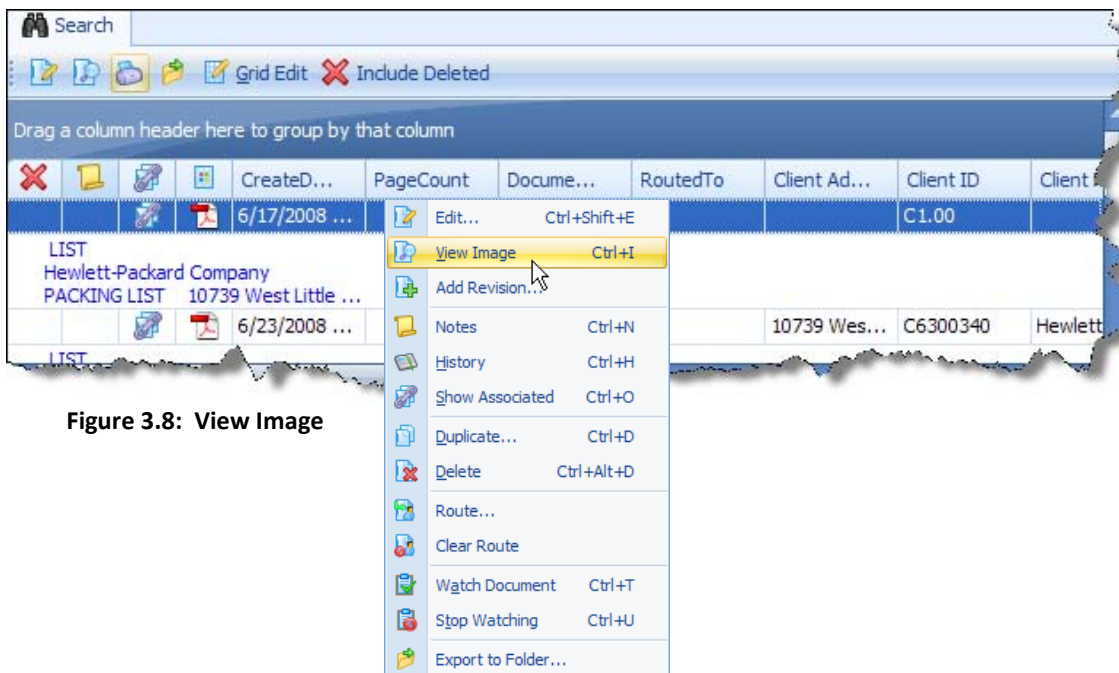 Search
Grid Edit Include Deleted
Drag a column header here to group by that column
CreateD... PageCount Docume... RoutedTo Client Ad... Client ID Client
6/17/2008 ... C1.00
LIST
Hewlett-Packard Company
PACKING LIST 10739 West Little ...
6/23/2008 ... 10739 Wes... C6300340 Hewlett
LIST
Edit... Ctrl+Shift+E
View Image Ctrl+I
Add Revision...
Notes Ctrl+N
History Ctrl+H
Show Associated Ctrl+O
Duplicate... Ctrl+D
Delete Ctrl+Alt+D
Route...
Clear Route
Watch Document Ctrl+T
Stop Watching Ctrl+U
Export to Folder...
Figure 3.8: View Image